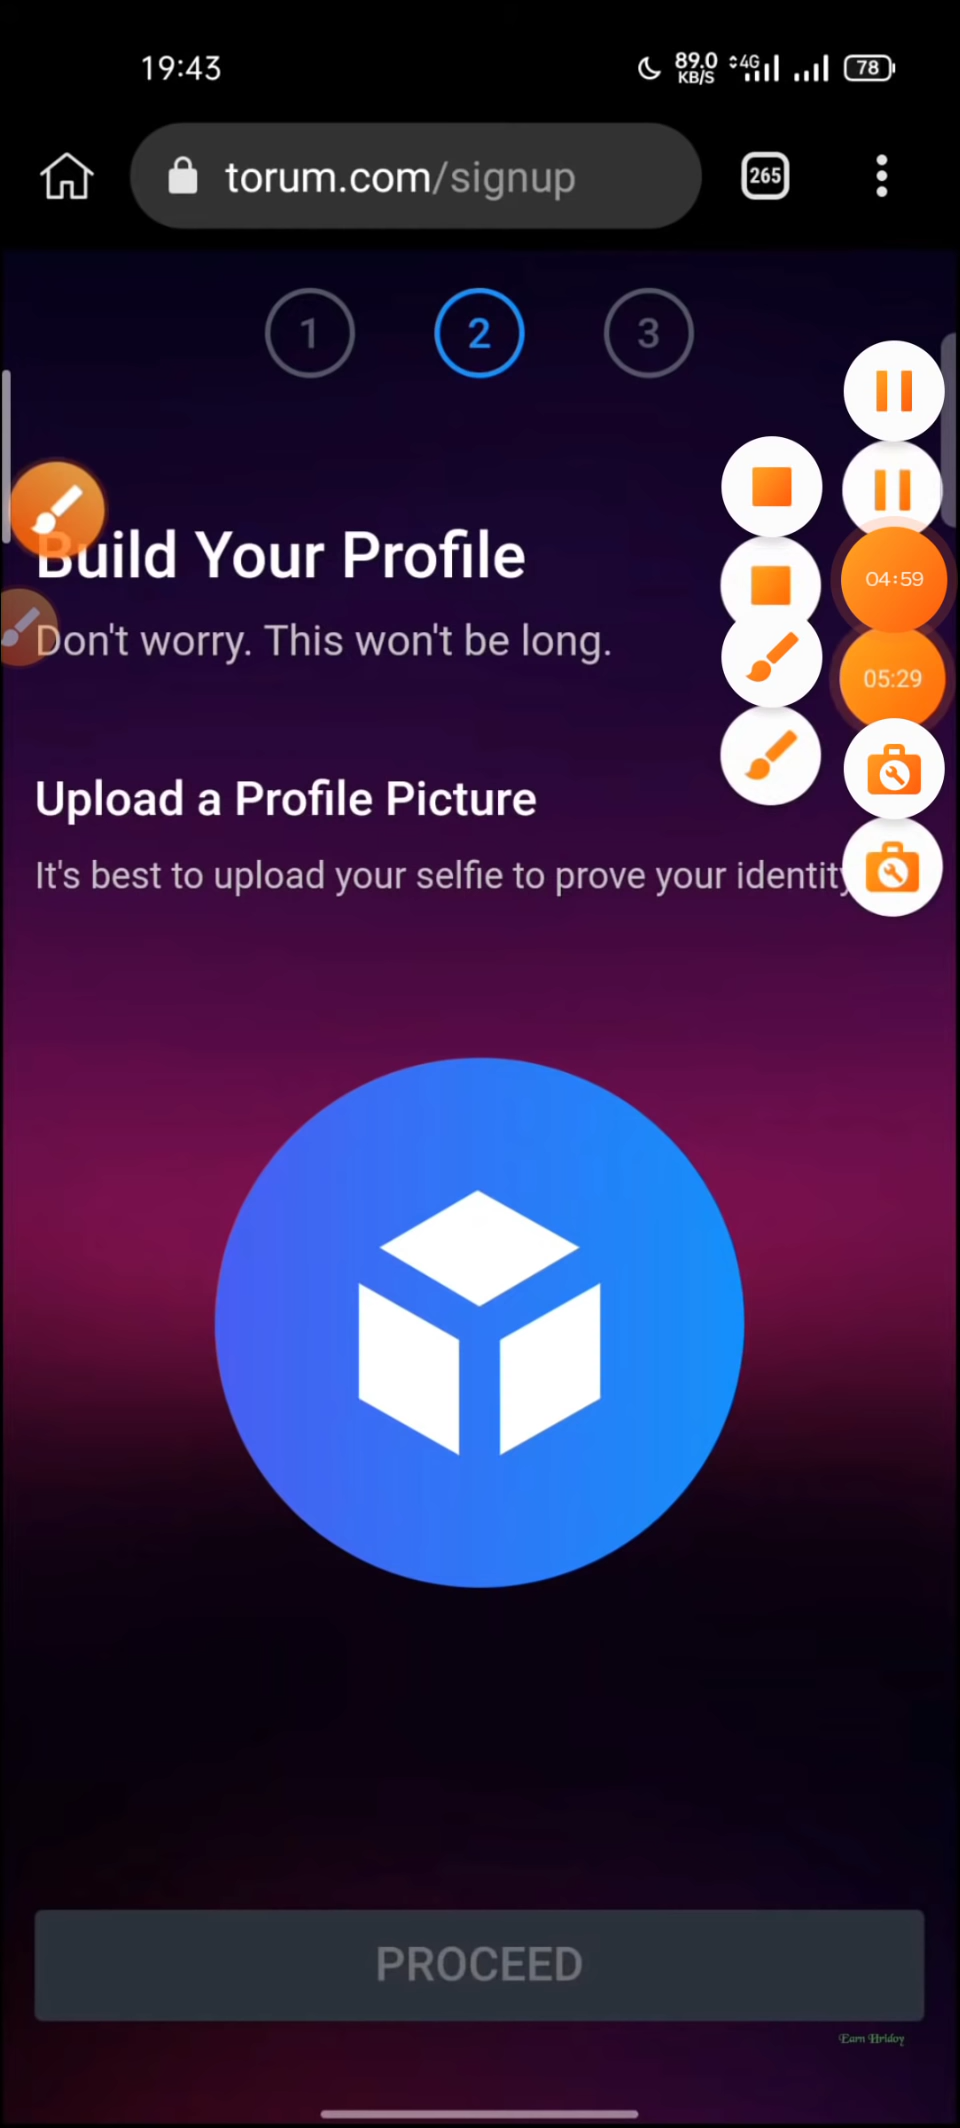 19:43
89.0
KB/S
4G
78
torum.com/signup
265
1
2
3
Build Your Profile
Don't worry. This won't be long.
04:59
05:29
Upload a Profile Picture
It's best to upload your selfie to prove your identity
PROCEED
Earn Hridoy